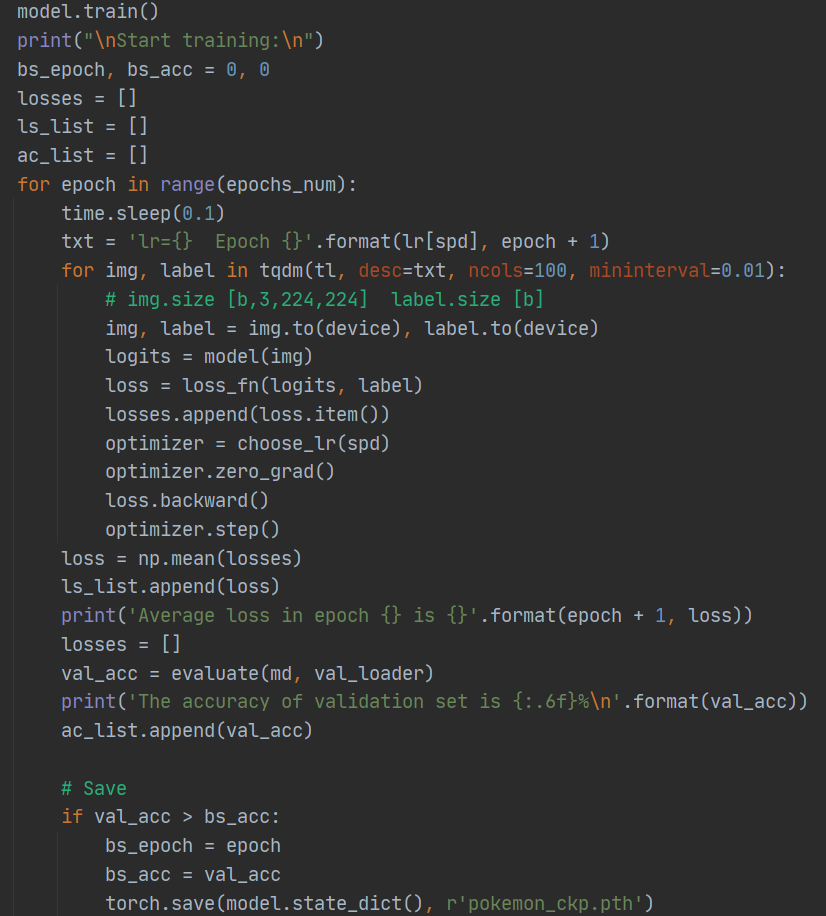 model.train()
print("\nStart training:\n")
bs_epoch, bs_acc = 0, 0
losses = []
ls_list = []
ac_list = []
for epoch in range(epochs_num):
    time.sleep(0.1)
    txt = 'lr={}  Epoch {}'.format(lr[spd], epoch + 1)
    for img, label in tqdm(tl, desc=txt, ncols=100, mininterval=0.01):
        # img.size [b,3,224,224]  label.size [b]
        img, label = img.to(device), label.to(device)
        logits = model(img)
        loss = loss_fn(logits, label)
        losses.append(loss.item())
        optimizer = choose_lr(spd)
        optimizer.zero_grad()
        loss.backward()
        optimizer.step()
    loss = np.mean(losses)
    ls_list.append(loss)
    print('Average loss in epoch {} is {}'.format(epoch + 1, loss))
    losses = []
    val_acc = evaluate(md, val_loader)
    print('The accuracy of validation set is {:.6f}%\n'.format(val_acc))
    ac_list.append(val_acc)

    # Save
    if val_acc > bs_acc:
        bs_epoch = epoch
        bs_acc = val_acc
        torch.save(model.state_dict(), r'pokemon_ckp.pth')